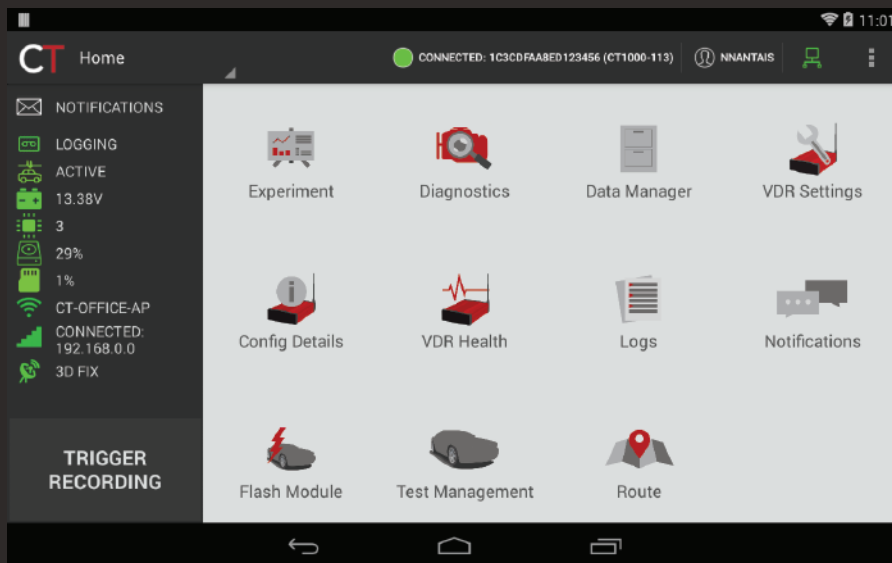 11:01
CT Home
CONNECTED: 1C3CDFAA8ED123456 (CT1000-113)
NNANTAIS
NOTIFICATIONS
LOGGING
ACTIVE
13.38V
3
29%
1%
CT-OFFICE-AP
CONNECTED:
192.168.0.0
3D FIX
TRIGGER
RECORDING
Experiment
Diagnostics
Data Manager
VDR Settings
Config Details
VDR Health
Logs
Notifications
Flash Module
Test Management
Route